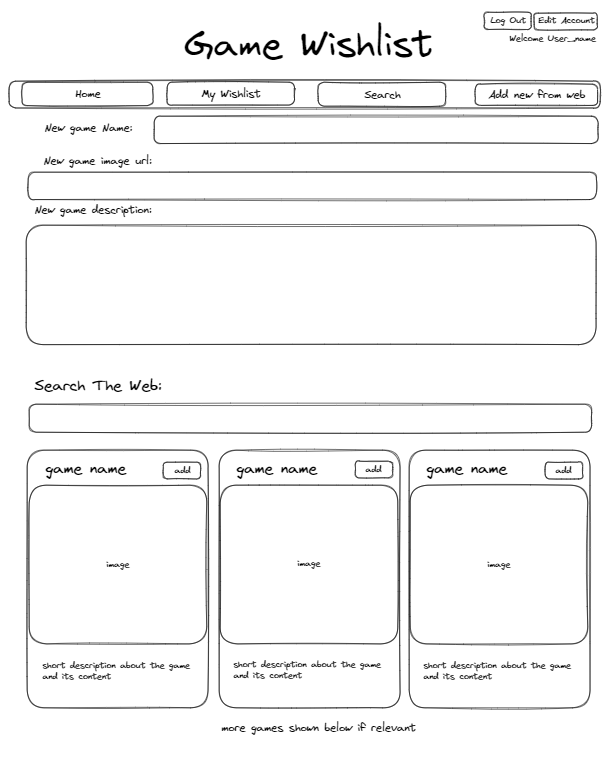 Log Out Edit Account
Game Wishlist
Welcome User_name
Home My Wishlist Search Add new from web
New game Name:
New game image url:
New game description:
Search The Web:
game name add game name add game name add
image image image
short description about the game
and its content
short description about the game
and its content
short description about the game
and its content
more games shown below if relevant